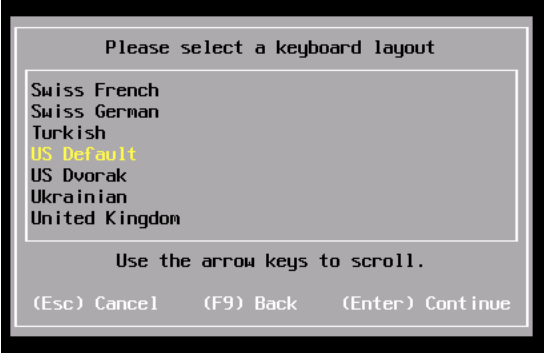 Please select a keyboard layout
Swiss French
Swiss German
Turkish
US Default
US Dvorak
Ukrainian
United Kingdom
Use the arrow keys to scroll.
(Esc) Cancel (F9) Back (Enter) Continue